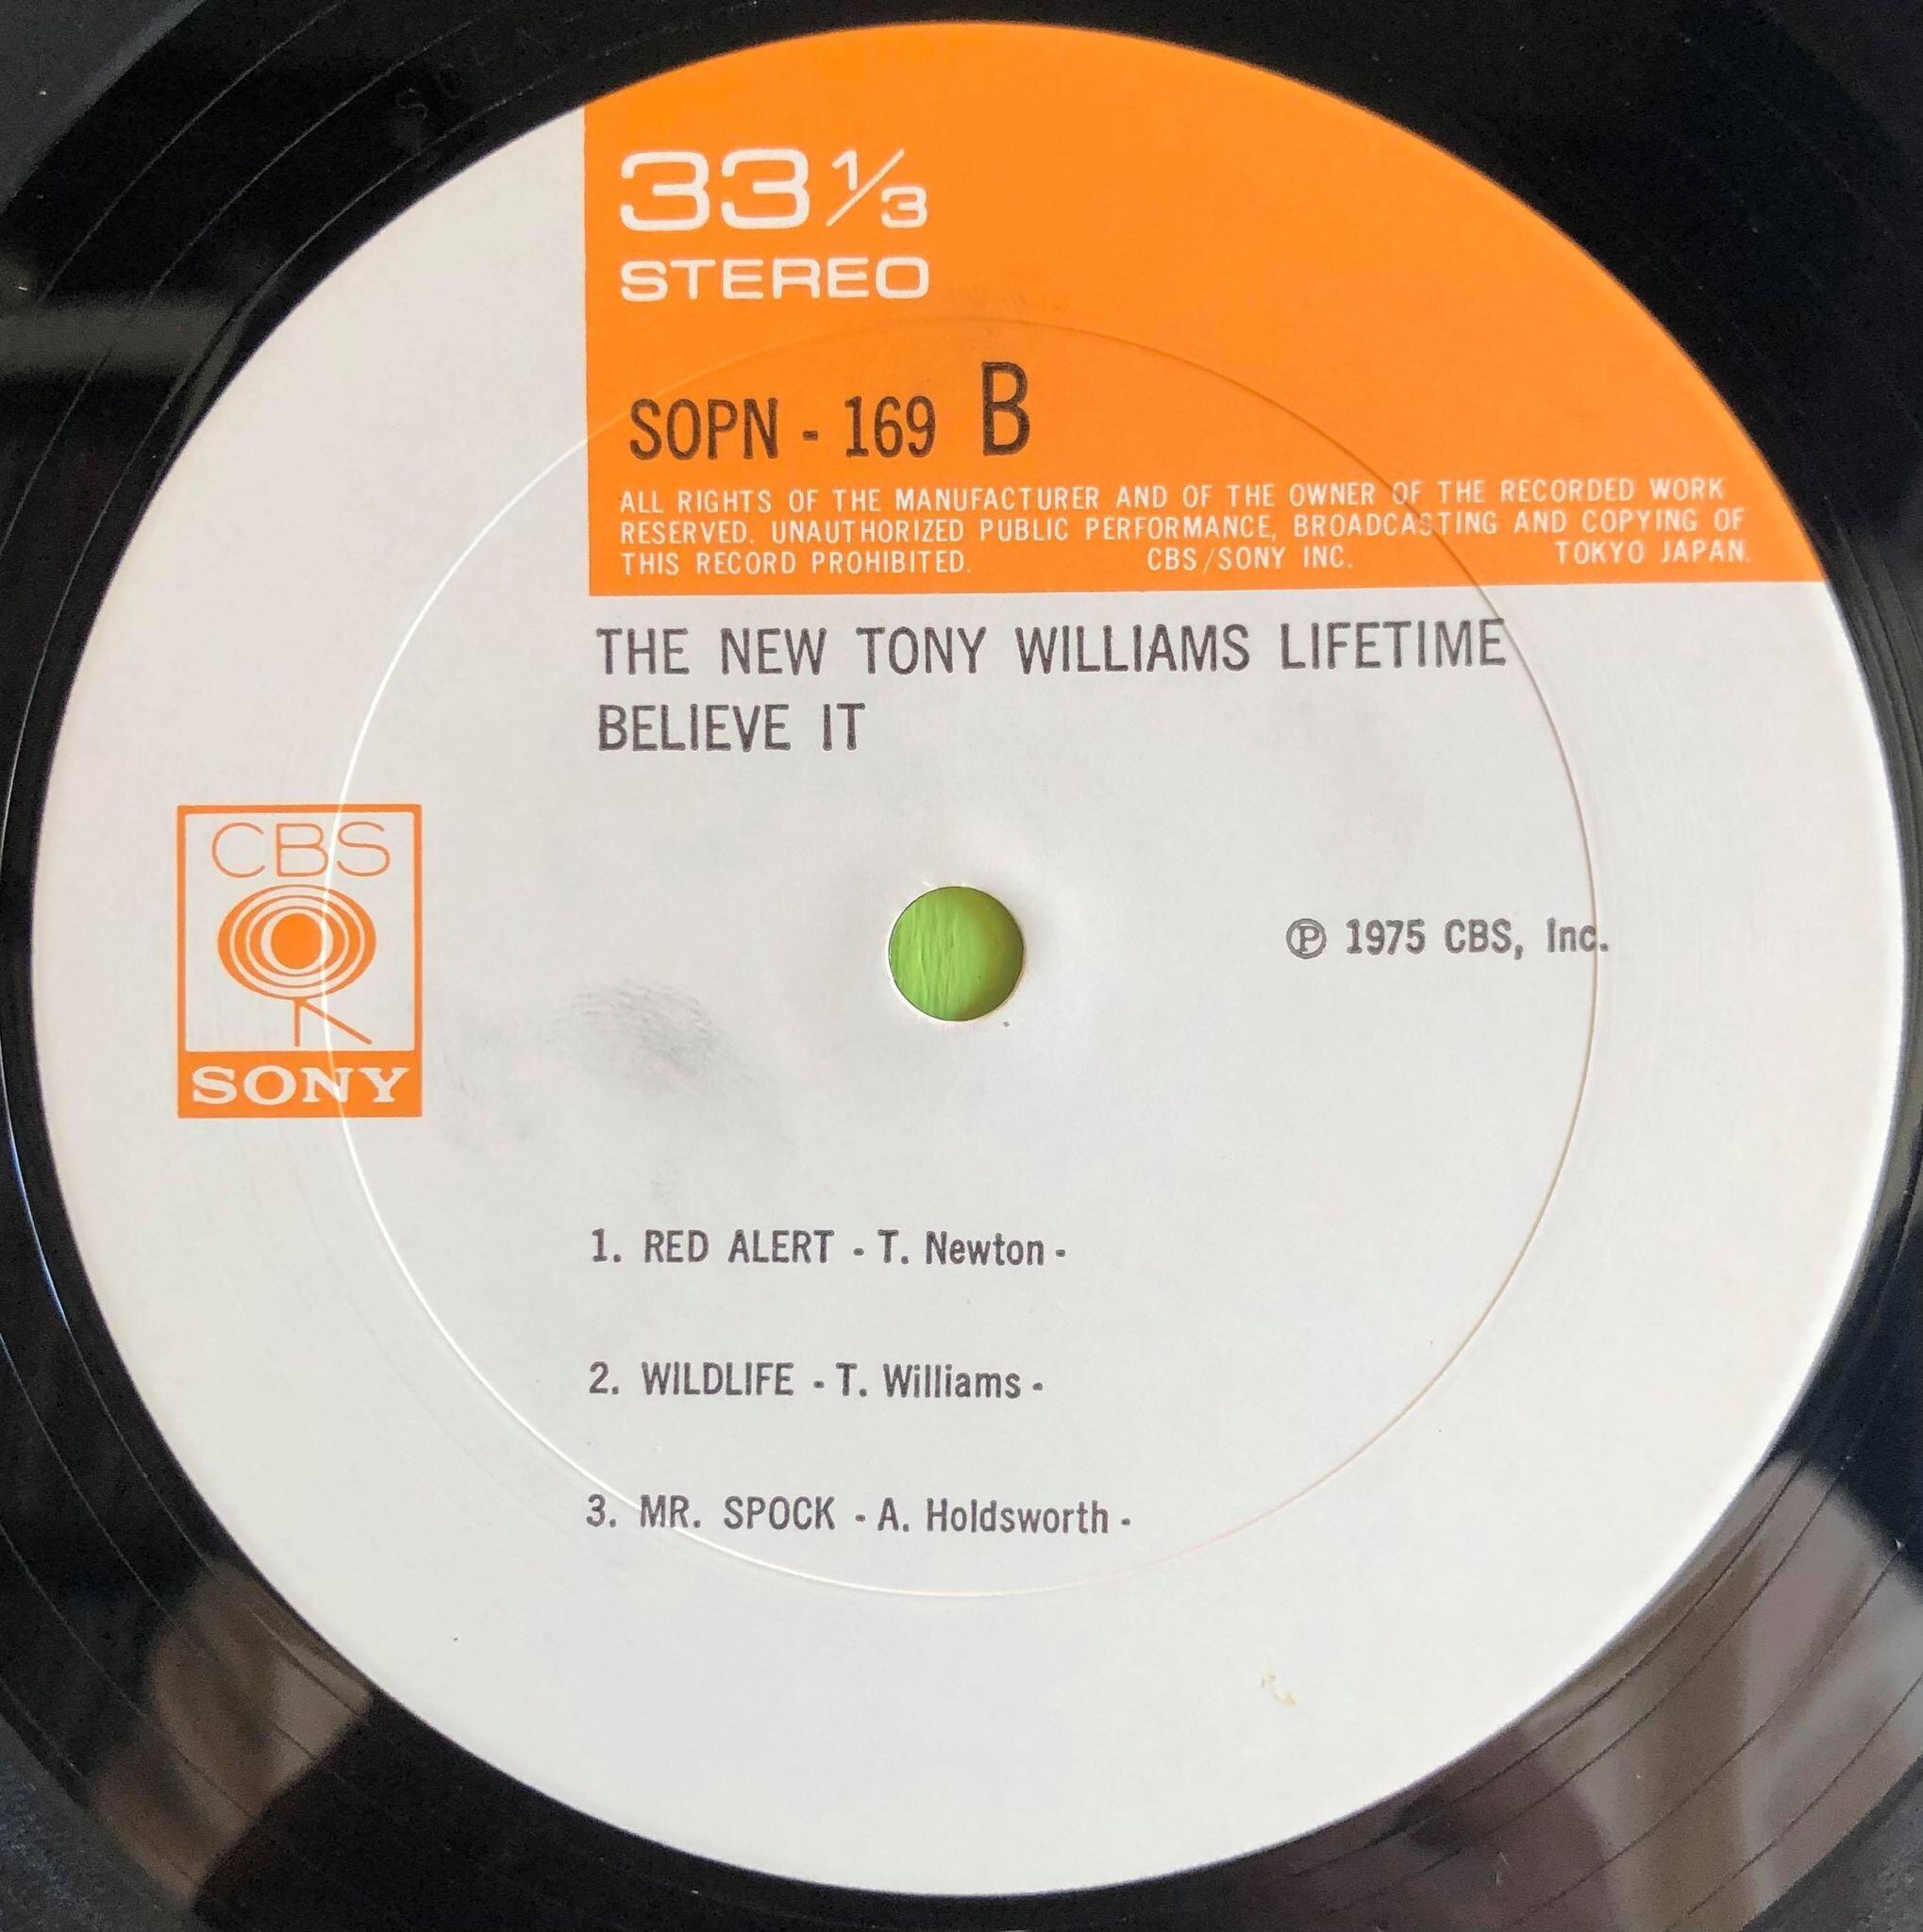 33 1/3
STEREO
SOPN - 169 B
ALL RIGHTS OF THE MANUFACTURER AND OF THE OWNER OF THE RECORDED WORK
RESERVED. UNAUTHORIZED PUBLIC PERFORMANCE, BROADCASTING AND COPYING OF
THIS RECORD PROHIBITED. CBS/SONY INC. TOKYO JAPAN.
THE NEW TONY WILLIAMS LIFETIME
BELIEVE IT
CBS
SONY
℗ 1975 CBS, Inc.
1. RED ALERT - T. Newton -
2. WILDLIFE - T. Williams -
3. MR. SPOCK - A. Holdsworth -